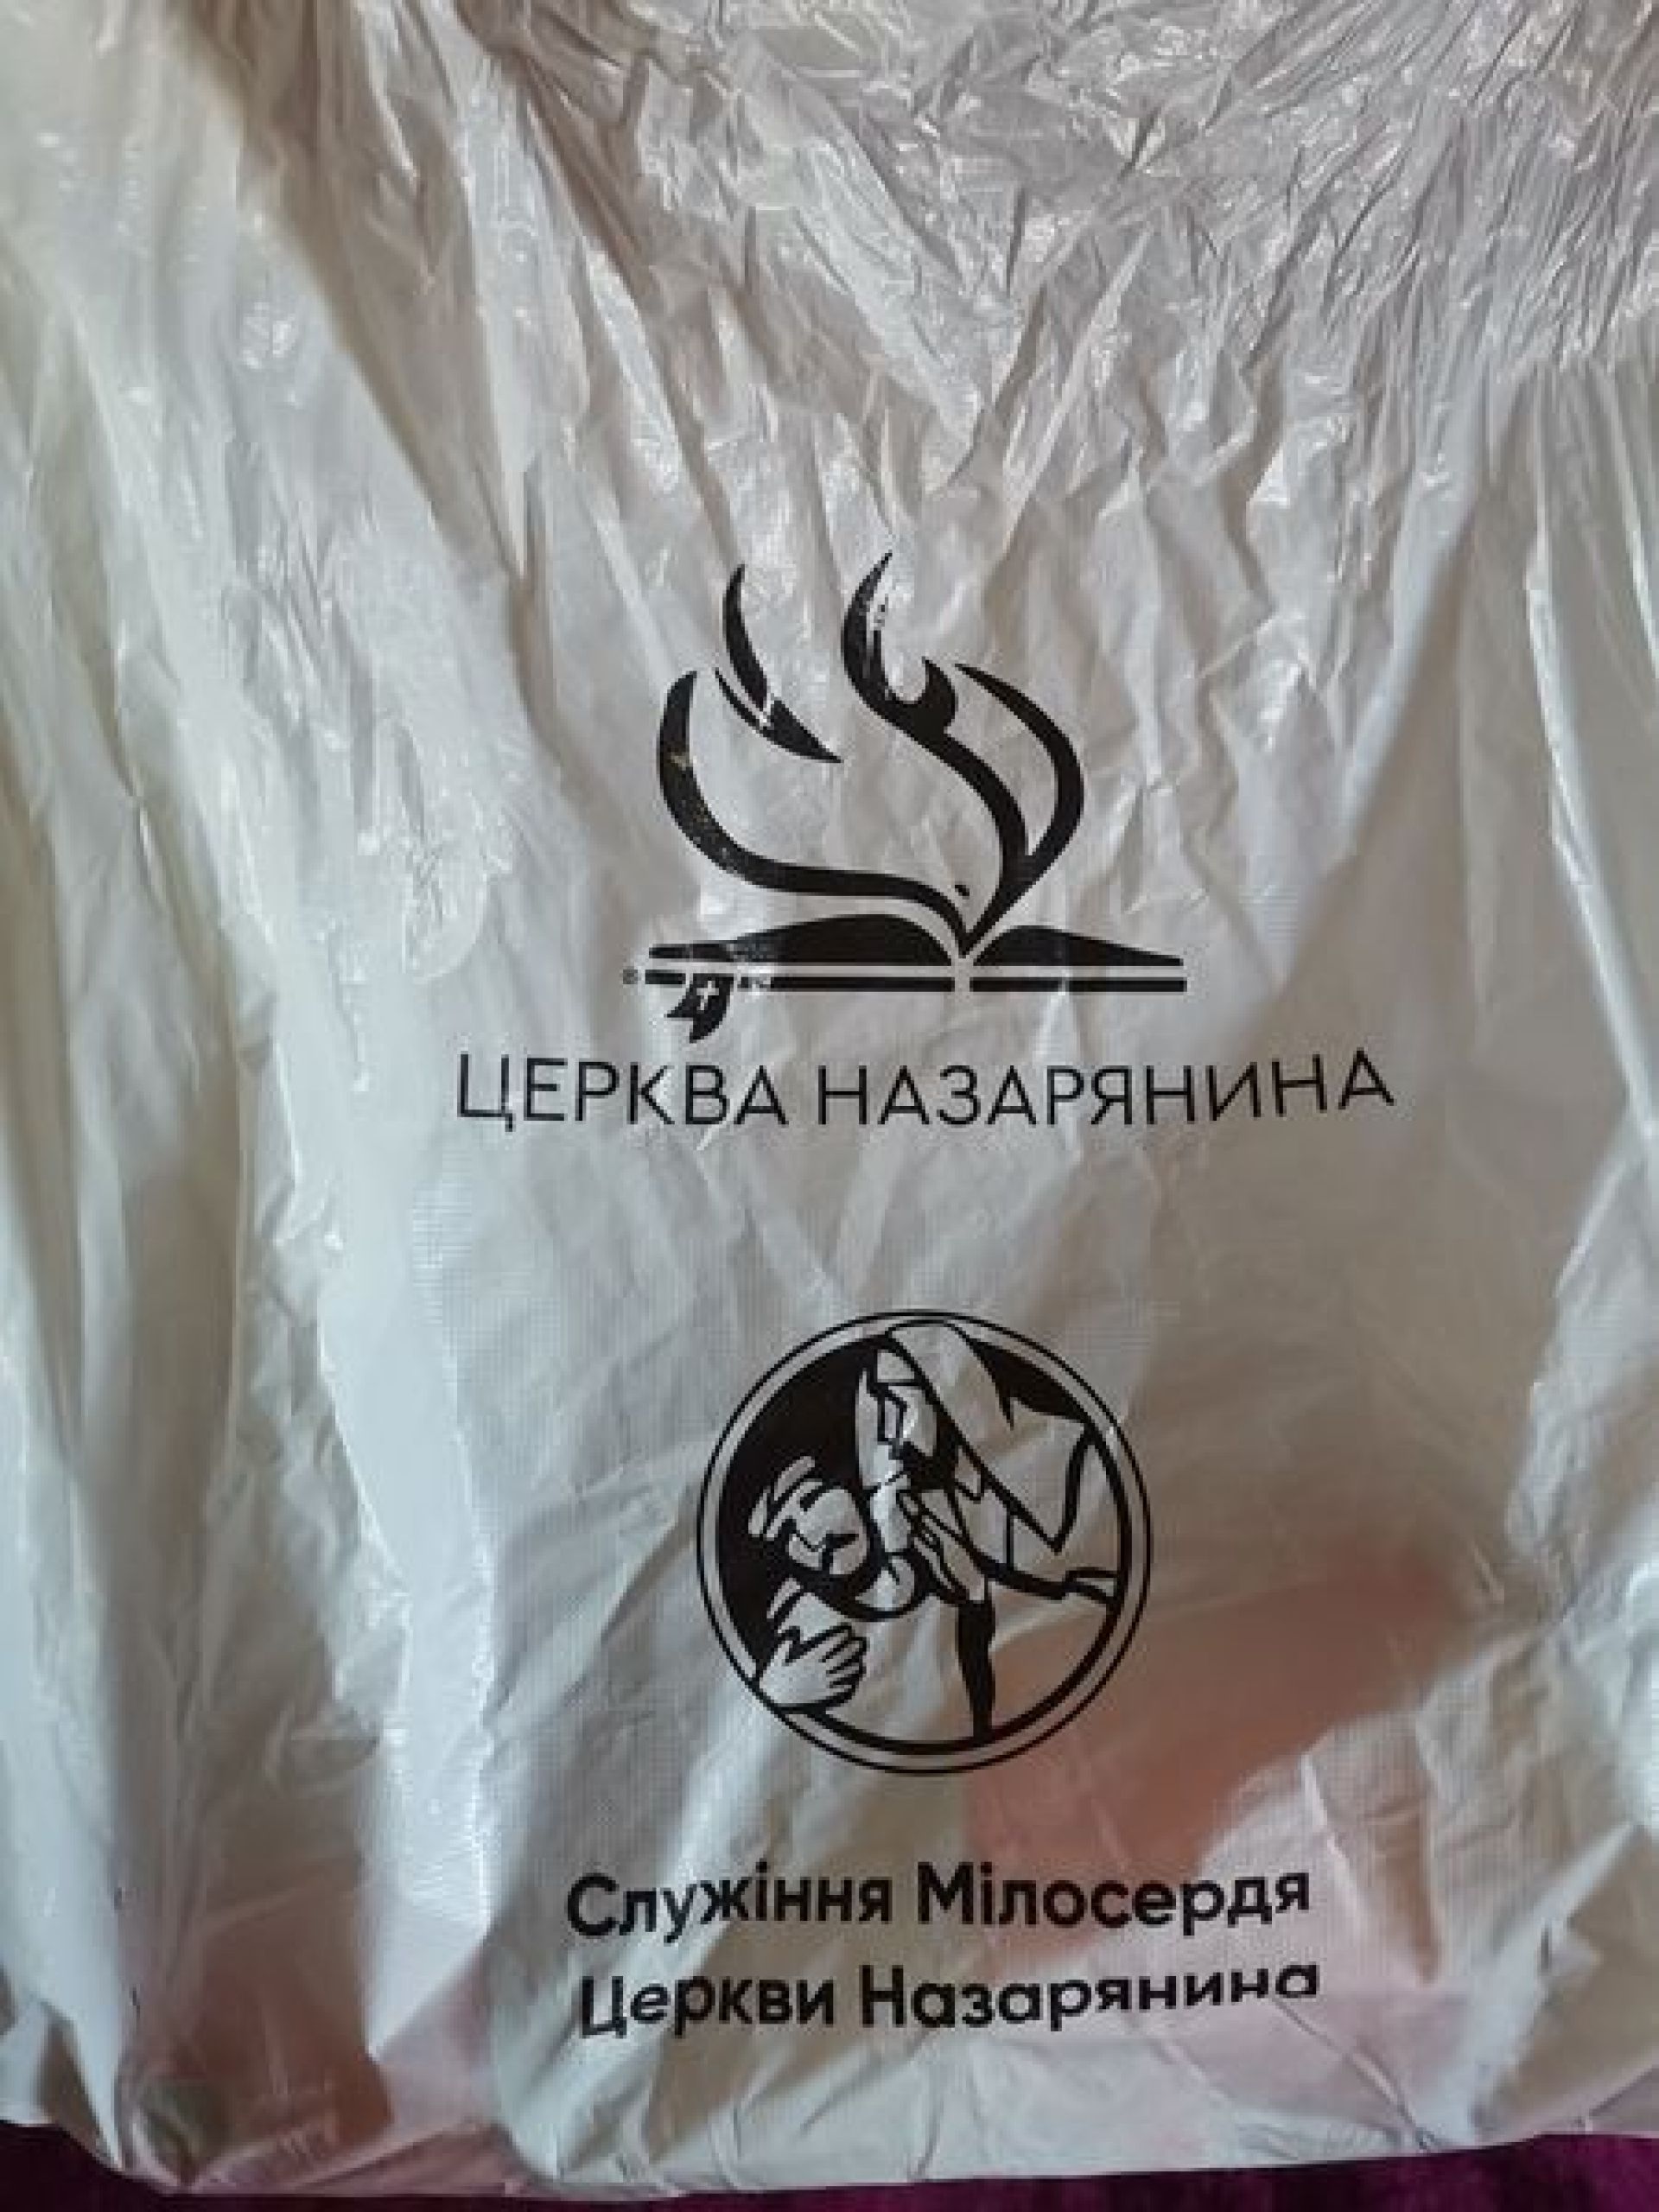 ®
ЦЕРКВА НАЗАРЯНИНА
Служіння Мілосердя
Церкви Назарянина